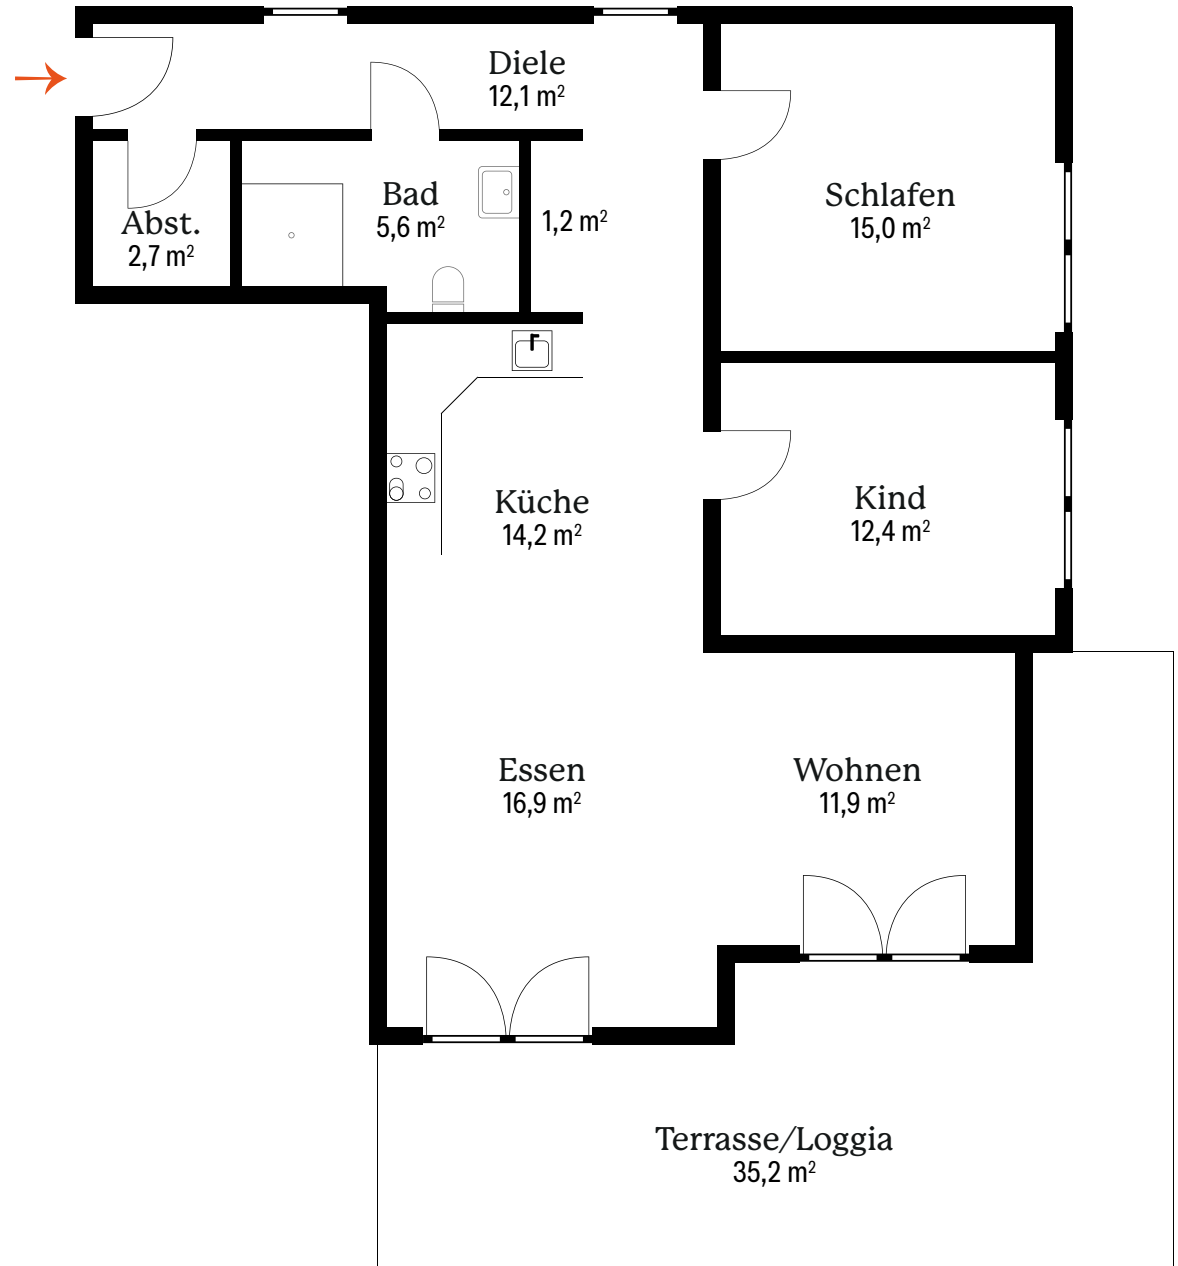 Diele
12,1 m²
Bad
5,6 m²
1,2 m²
Schlafen
15,0 m²
Abst.
2,7 m²
Küche
14,2 m²
Kind
12,4 m²
Essen
16,9 m²
Wohnen
11,9 m²
Terrasse/Loggia
35,2 m²